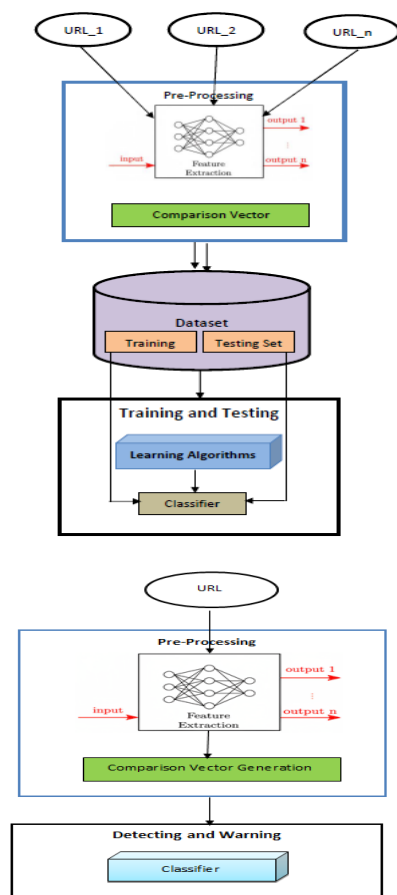 URL_1
URL_2
URL_n
Pre-Processing
output 1
input
Feature
Extraction
output n
Comparison Vector
Dataset
Training
Testing Set
Training and Testing
Learning Algorithms
Classifier
URL
Pre-Processing
output 1
input
Feature
Extraction
output n
Comparison Vector Generation
Detecting and Warning
Classifier